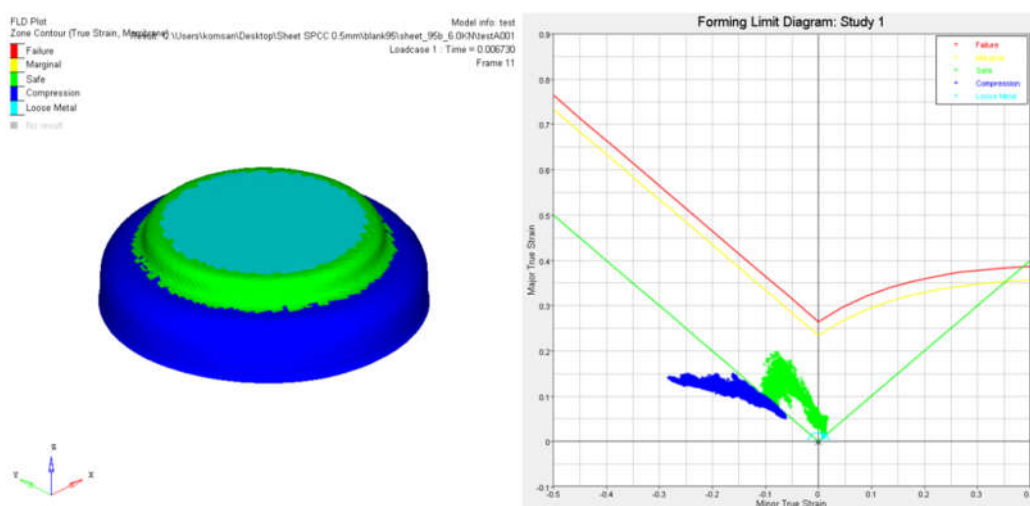 FLD Plot
Zone Contour (True Strain, Membrane)
Failure
Marginal
Safe
Compression
Loose Metal
No result
Model info: test
Result: C:\Users\komsan\Desktop\Sheet SPCC 0.5mm\blank95\sheet_95b_6.0KN\testA001
Loadcase 1 : Time = 0.006730
Frame 11
Z
Y
X
Forming Limit Diagram: Study 1
Failure
Marginal
Safe
Compression
Loose Metal
Major True Strain
0.9
0.8
0.7
0.6
0.5
0.4
0.3
0.2
0.1
0
-0.1
-0.5
-0.4
-0.3
-0.2
-0.1
0
0.1
0.2
0.3
0.4
Minor True Strain